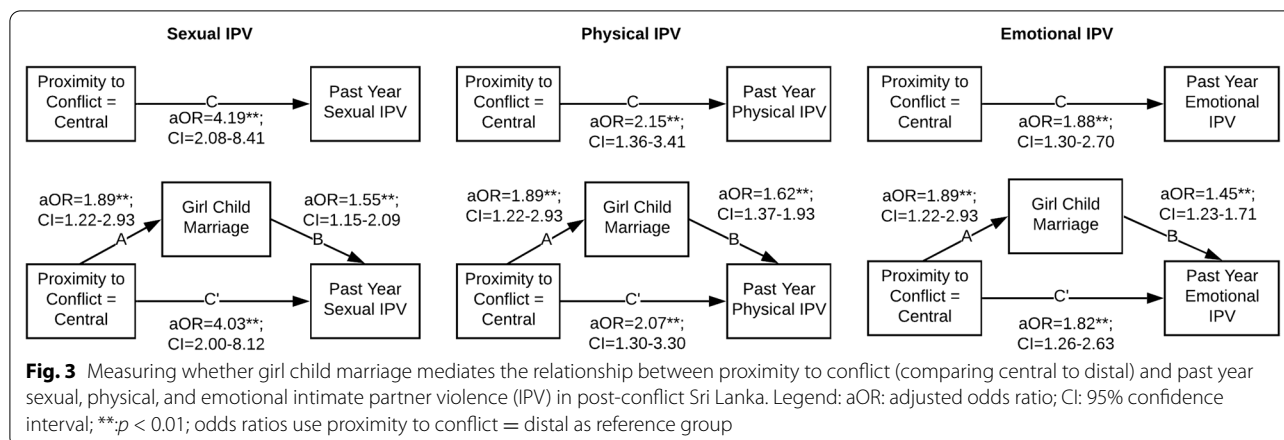 Sexual IPV
Proximity to
Conflict =
Central
C
aOR=4.19**;
CI=2.08-8.41
Past Year
Sexual IPV
aOR=1.89**;
CI=1.22-2.93
A
Girl Child
Marriage
aOR=1.55**;
CI=1.15-2.09
B
Proximity to
Conflict =
Central
C'
aOR=4.03**;
CI=2.00-8.12
Past Year
Sexual IPV
Physical IPV
Proximity to
Conflict =
Central
C
aOR=2.15**;
CI=1.36-3.41
Past Year
Physical IPV
aOR=1.89**;
CI=1.22-2.93
A
Girl Child
Marriage
aOR=1.62**;
CI=1.37-1.93
B
Proximity to
Conflict =
Central
C'
aOR=2.07**;
CI=1.30-3.30
Past Year
Physical IPV
Emotional IPV
Proximity to
Conflict =
Central
C
aOR=1.88**;
CI=1.30-2.70
Past Year
Emotional
IPV
aOR=1.89**;
CI=1.22-2.93
A
Girl Child
Marriage
aOR=1.45**;
CI=1.23-1.71
B
Proximity to
Conflict =
Central
C'
aOR=1.82**;
CI=1.26-2.63
Past Year
Emotional
IPV
Fig. 3 Measuring whether girl child marriage mediates the relationship between proximity to conflict (comparing central to distal) and past year
sexual, physical, and emotional intimate partner violence (IPV) in post-conflict Sri Lanka. Legend: aOR: adjusted odds ratio; CI: 95% confidence
interval; **:p < 0.01; odds ratios use proximity to conflict = distal as reference group